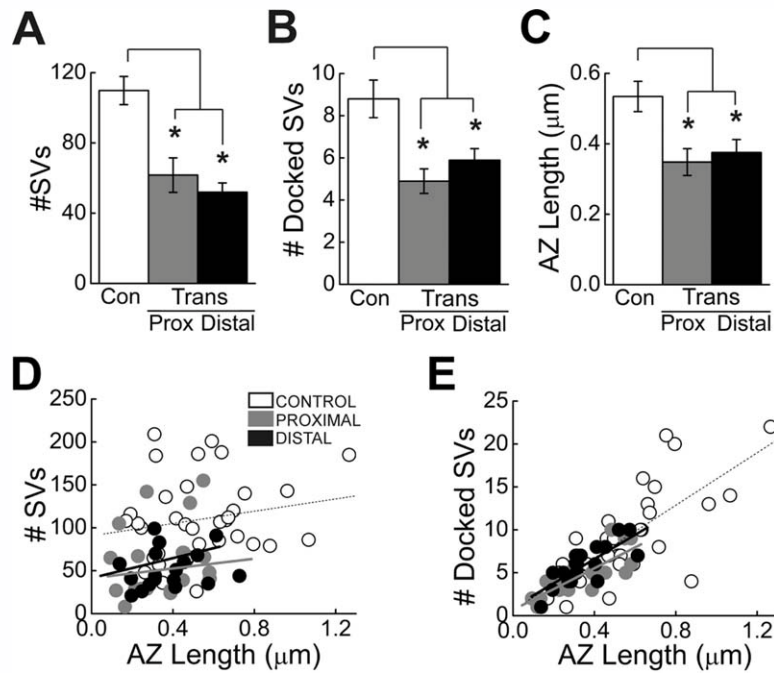 A
B
C
#SVs
120
80
40
0
*
*
Con
Trans
Prox Distal
# Docked SVs
10
8
6
4
2
0
*
*
Con
Trans
Prox Distal
AZ Length (μm)
0.6
0.4
0.2
0.0
*
*
Con
Trans
Prox Distal
D
E
# SVs
250
200
150
100
50
0
CONTROL
PROXIMAL
DISTAL
0.0
0.4
0.8
1.2
AZ Length (μm)
# Docked SVs
25
20
15
10
5
0
0.0
0.4
0.8
1.2
AZ Length (μm)